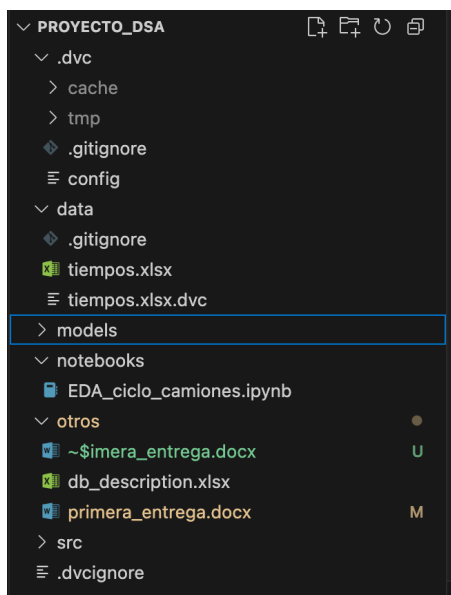 PROYECTO_DSA
.dvc
cache
tmp
.gitignore
config
data
.gitignore
tiempos.xlsx
tiempos.xlsx.dvc
models
notebooks
EDA_ciclo_camiones.ipynb
otros
~$imera_entrega.docx U
db_description.xlsx
primera_entrega.docx M
src
.dvcignore